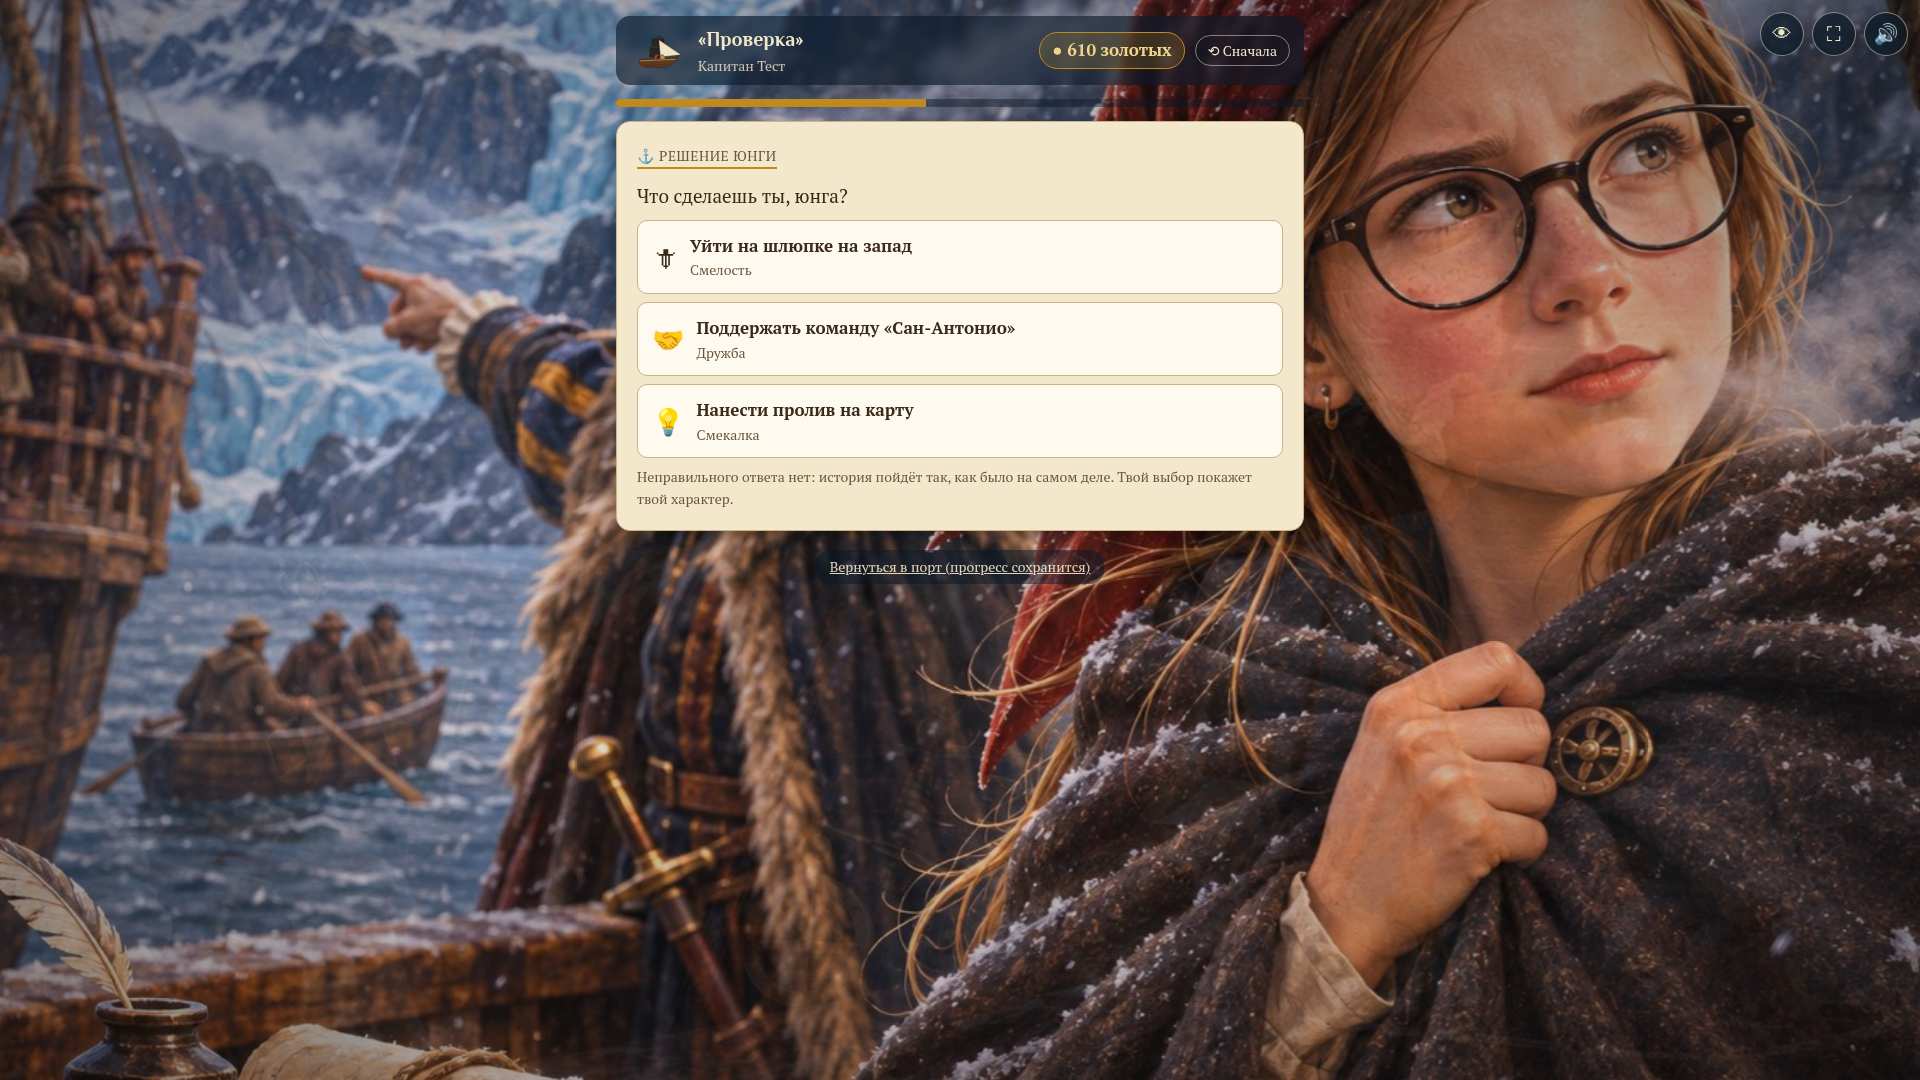 «Проверка»
Капитан Тест
● 610 золотых
⟲ Сначала
⚓ РЕШЕНИЕ ЮНГИ
Что сделаешь ты, юнга?
Уйти на шлюпке на запад
Смелость
Поддержать команду «Сан-Антонио»
Дружба
Нанести пролив на карту
Смекалка
Неправильного ответа нет: история пойдёт так, как было на самом деле. Твой выбор покажет
твой характер.
Вернуться в порт (прогресс сохранится)